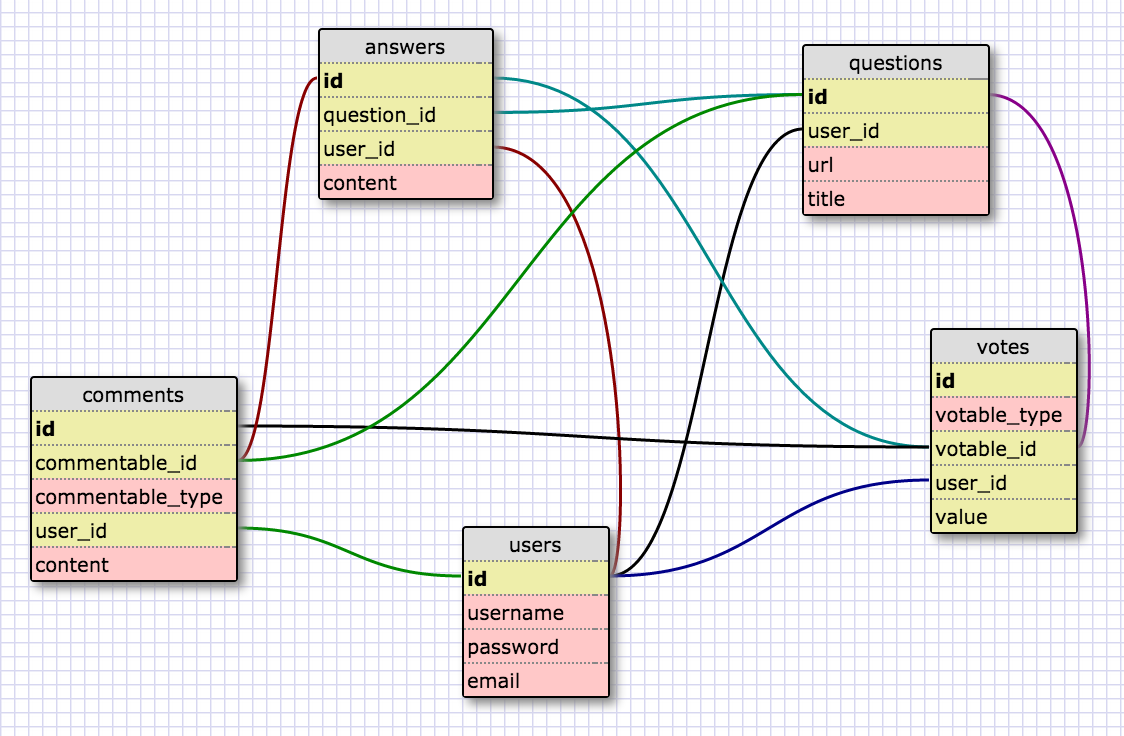 answers
id
question_id
user_id
content
questions
id
user_id
url
title
votes
id
votable_type
votable_id
user_id
value
comments
id
commentable_id
commentable_type
user_id
content
users
id
username
password
email